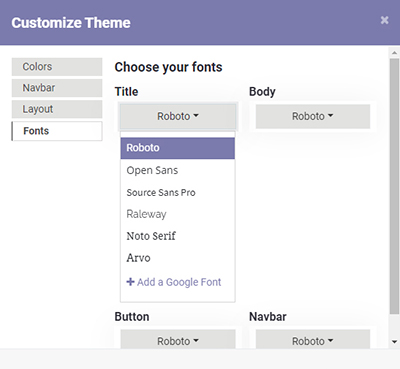 Customize Theme
×
Colors
Navbar
Layout
Fonts
Choose your fonts
Title
Body
Roboto
Roboto
Roboto
Open Sans
Source Sans Pro
Raleway
Noto Serif
Arvo
+ Add a Google Font
Button
Navbar
Roboto
Roboto